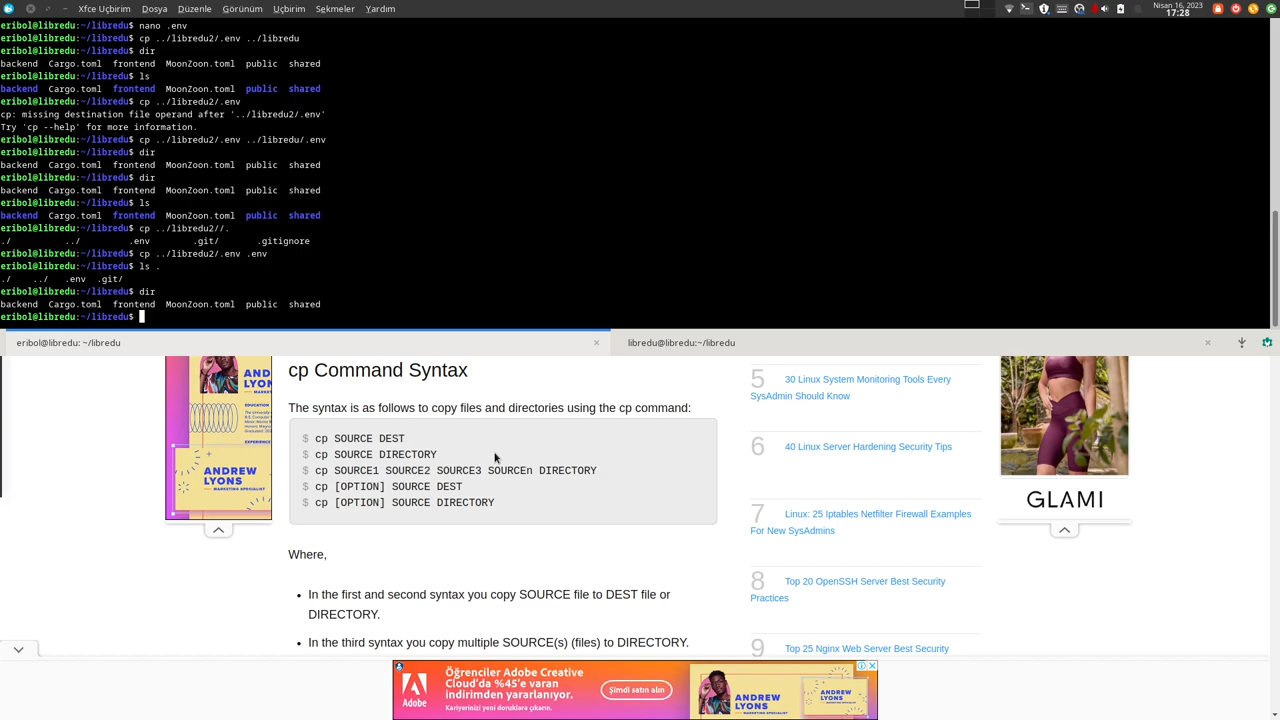 Xfce Uçbirim Dosya Düzenle Görünüm Uçbirim Sekmeler Yardım
Nisan 16, 2023
17:28
eribol@libredu:~/libredu$ nano .env
eribol@libredu:~/libredu$ cp ../libredu2/.env ../libredu
eribol@libredu:~/libredu$ dir
backend Cargo.toml frontend MoonZoon.toml public shared
eribol@libredu:~/libredu$ ls
backend Cargo.toml frontend MoonZoon.toml public shared
eribol@libredu:~/libredu$ cp ../libredu2/.env
cp: missing destination file operand after '../libredu2/.env'
Try 'cp --help' for more information.
eribol@libredu:~/libredu$ cp ../libredu2/.env ../libredu/.env
eribol@libredu:~/libredu$ dir
backend Cargo.toml frontend MoonZoon.toml public shared
eribol@libredu:~/libredu$ dir
backend Cargo.toml frontend MoonZoon.toml public shared
eribol@libredu:~/libredu$ ls
backend Cargo.toml frontend MoonZoon.toml public shared
eribol@libredu:~/libredu$ cp ../libredu2//.
./ ../ .env .git/ .gitignore
eribol@libredu:~/libredu$ cp ../libredu2/.env .env
eribol@libredu:~/libredu$ ls .
./ ../ .env .git/
eribol@libredu:~/libredu$ dir
backend Cargo.toml frontend MoonZoon.toml public shared
eribol@libredu:~/libredu$
eribol@libredu: ~/libredu
libredu@libredu:~/libredu
cp Command Syntax
The syntax is as follows to copy files and directories using the cp command:
$ cp SOURCE DEST
$ cp SOURCE DIRECTORY
$ cp SOURCE1 SOURCE2 SOURCE3 SOURCEn DIRECTORY
$ cp [OPTION] SOURCE DEST
$ cp [OPTION] SOURCE DIRECTORY
Where,
• In the first and second syntax you copy SOURCE file to DEST file or
DIRECTORY.
• In the third syntax you copy multiple SOURCE(s) (files) to DIRECTORY.
5 30 Linux System Monitoring Tools Every
SysAdmin Should Know
6 40 Linux Server Hardening Security Tips
7 Linux: 25 Iptables Netfilter Firewall Examples
For New SysAdmins
8 Top 20 OpenSSH Server Best Security
Practices
9 Top 25 Nginx Web Server Best Security
ANDREW
LYONS
MARKETING SPECIALIST
GLAMI
Adobe
Öğrenciler Adobe Creative
Cloud'da %45'e varan
indirimden yararlanıyor.
Kariyerinizi yeni doruklara çıkarın.
Şimdi satın alın
ANDREW
LYONS
MARKETING SPECIALIST
ANDREW
LYONS